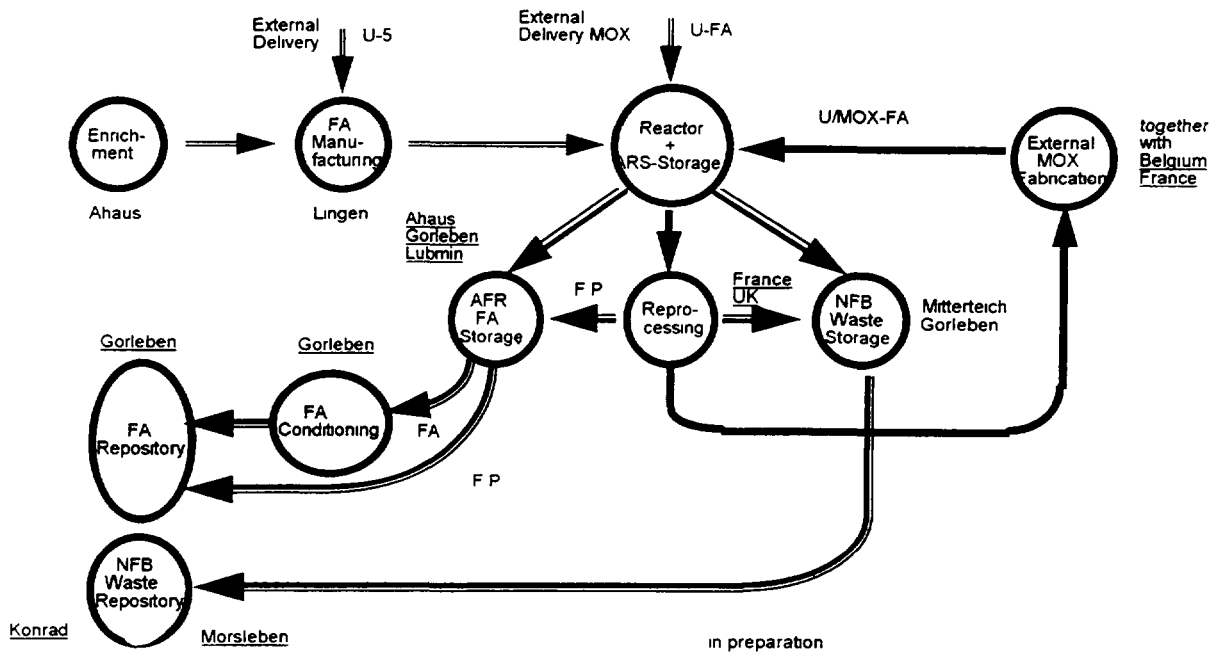 External
Delivery
U-5
External
Delivery MOX
U-FA
Enrich-
ment
Ahaus
FA
Manu-
facturing
Lingen
Reactor
+
ARS-Storage
U/MOX-FA
External
MOX
Fabrication
together
with
Belgium
France
Ahaus
Gorleben
Lubmin
AFR
FA
Storage
F P
Repro-
cessing
France
UK
NFB
Waste
Storage
Mitterteich
Gorleben
Gorleben
FA
Repository
Gorleben
FA
Conditioning
FA
F P
NFB
Waste
Repository
Konrad
Morsleben
in preparation